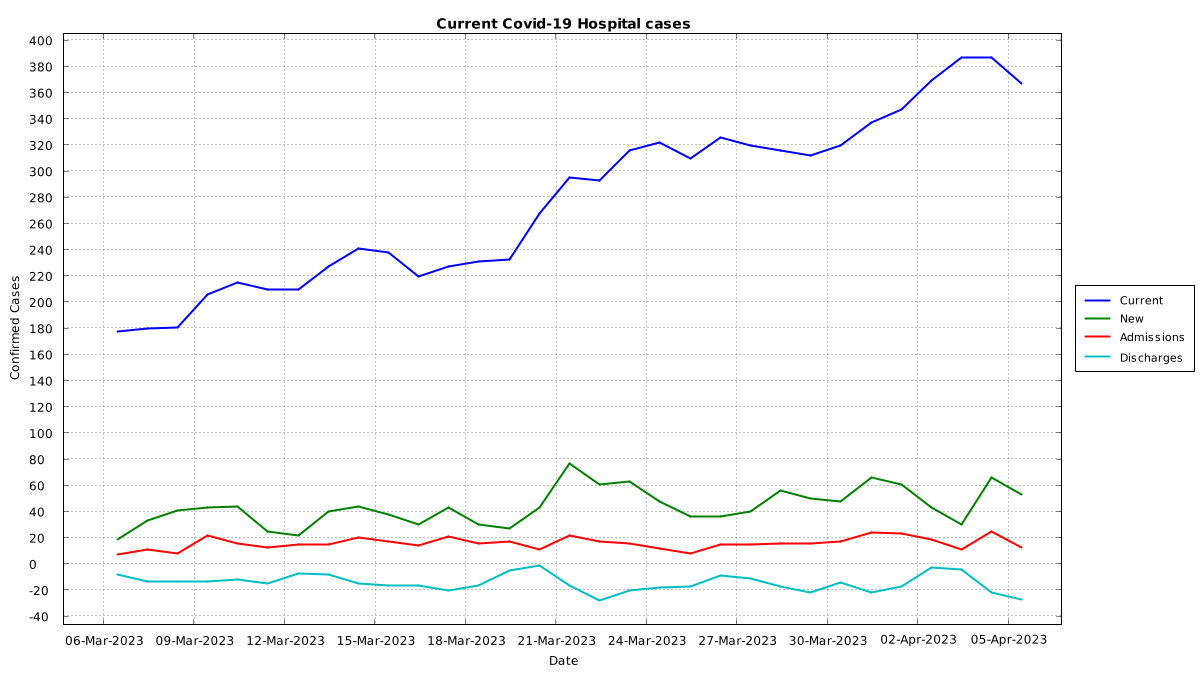 Current Covid-19 Hospital cases
400
380
360
340
320
300
280
260
240
220
200
180
160
140
120
100
80
60
40
20
0
-20
-40
Confirmed Cases
06-Mar-2023 09-Mar-2023 12-Mar-2023 15-Mar-2023 18-Mar-2023 21-Mar-2023 24-Mar-2023 27-Mar-2023 30-Mar-2023 02-Apr-2023 05-Apr-2023
Date
Current
New
Admissions
Discharges